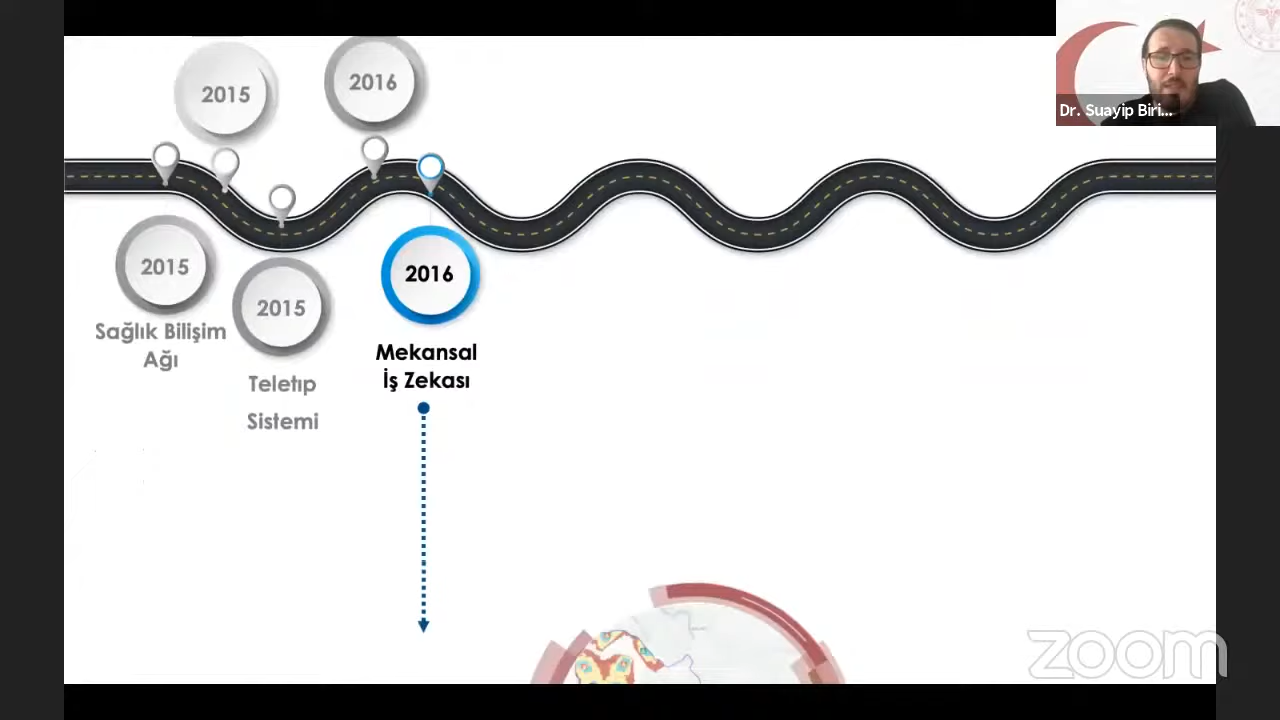 2015
2016
Dr. Suayip Biri...
2015
2016
2015
Sağlık Bilişim
Ağı
Mekansal
İş Zekası
Teletıp
Sistemi
zoom